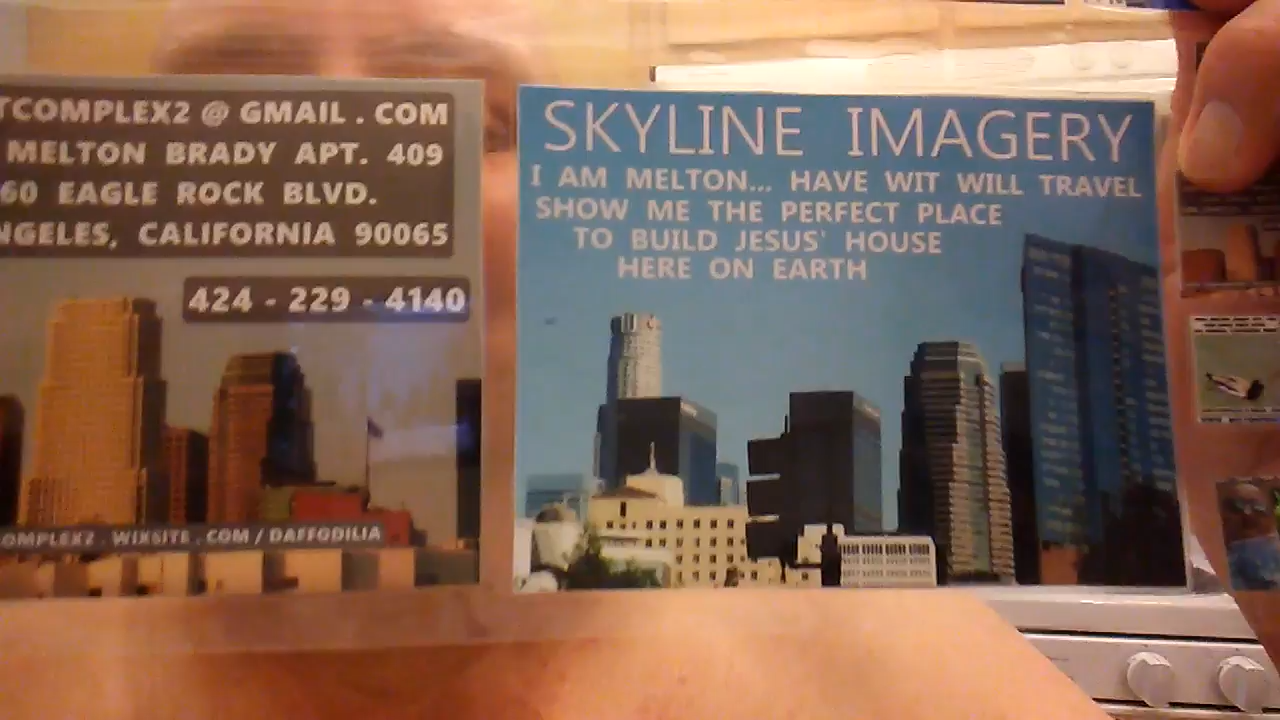 TCOMPLEX2 @ GMAIL . COM
MELTON BRADY APT. 409
60 EAGLE ROCK BLVD.
NGELES, CALIFORNIA 90065
424 - 229 - 4140
OMPLEX2 . WIXSITE . COM / DAFFODILIA
SKYLINE IMAGERY
I AM MELTON... HAVE WIT WILL TRAVEL
SHOW ME THE PERFECT PLACE
TO BUILD JESUS' HOUSE
HERE ON EARTH